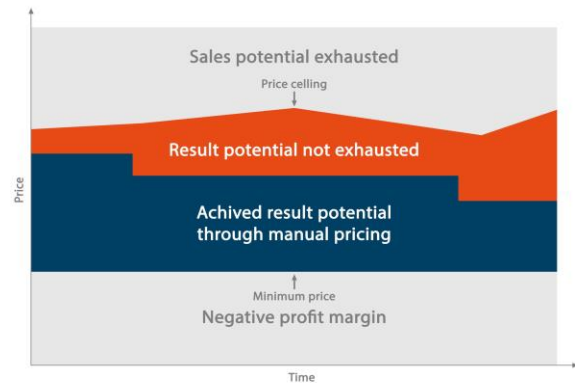 Sales potential exhausted
Price celling
Result potential not exhausted
Achived result potential
through manual pricing
Minimum price
Negative profit margin
Price
Time